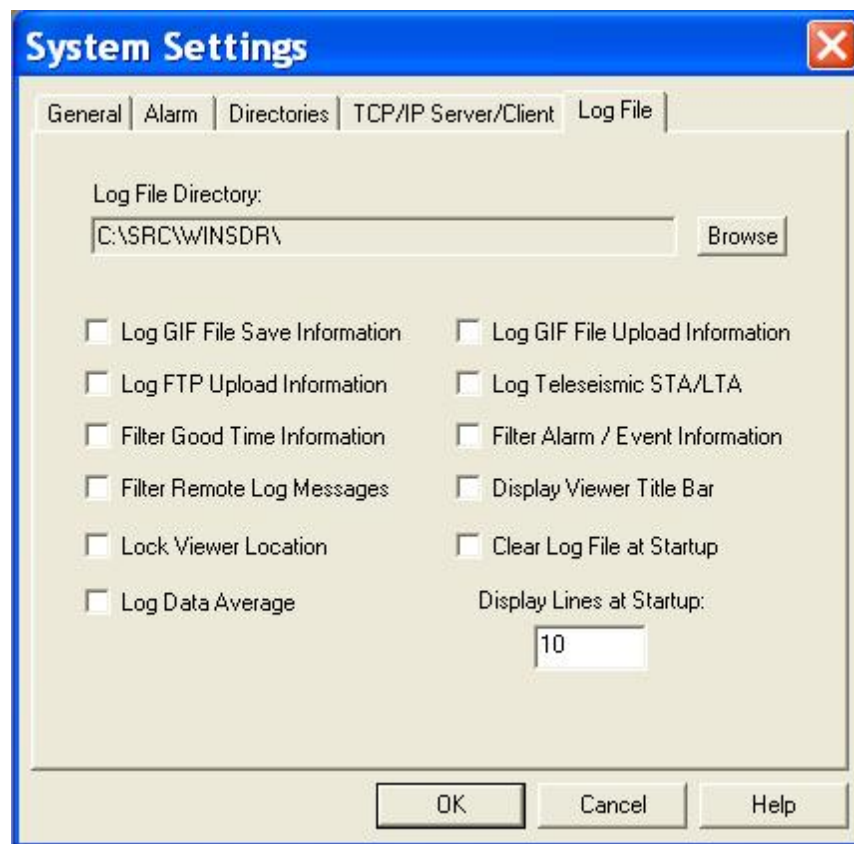 System Settings
General Alarm Directories TCP/IP Server/Client Log File
Log File Directory:
C:\SRC\WINSDR\ Browse
Log GIF File Save Information Log GIF File Upload Information
Log FTP Upload Information Log Teleseismic STA/LTA
Filter Good Time Information Filter Alarm / Event Information
Filter Remote Log Messages Display Viewer Title Bar
Lock Viewer Location Clear Log File at Startup
Log Data Average Display Lines at Startup:
10
OK Cancel Help